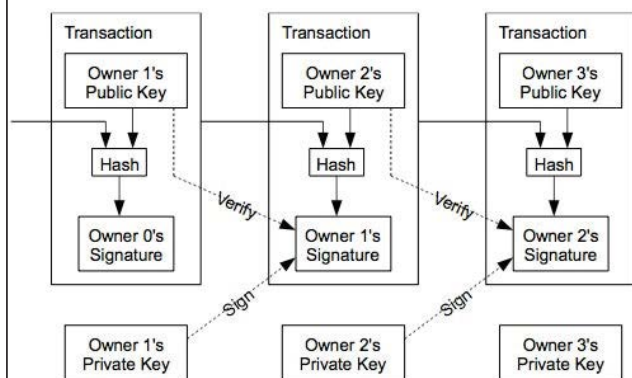 Transaction
Owner 1's
Public Key
Hash
Owner 0's
Signature
Transaction
Owner 2's
Public Key
Hash
Verify
Owner 1's
Signature
Transaction
Owner 3's
Public Key
Hash
Verify
Owner 2's
Signature
Owner 1's
Private Key
Sign
Owner 2's
Private Key
Sign
Owner 3's
Private Key